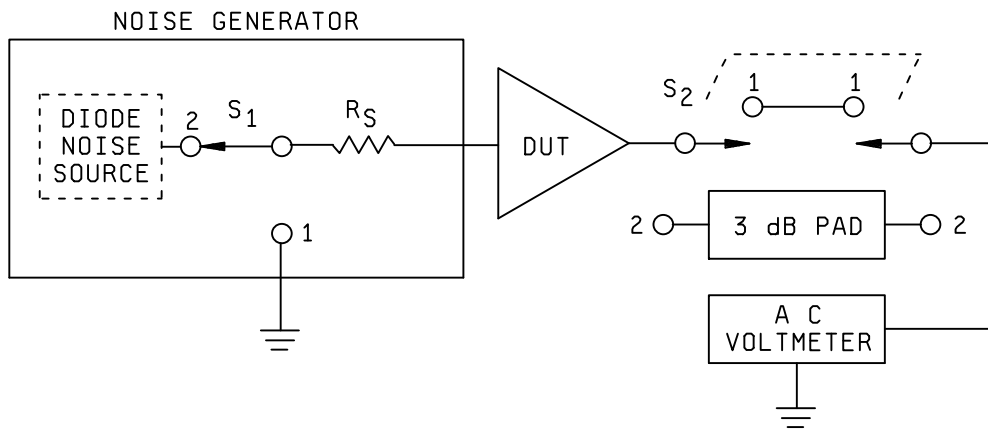 NOISE GENERATOR
DIODE
NOISE
SOURCE
2
S1
RS
1
DUT
S2
1 1
2 3 dB PAD 2
A C
VOLTMETER